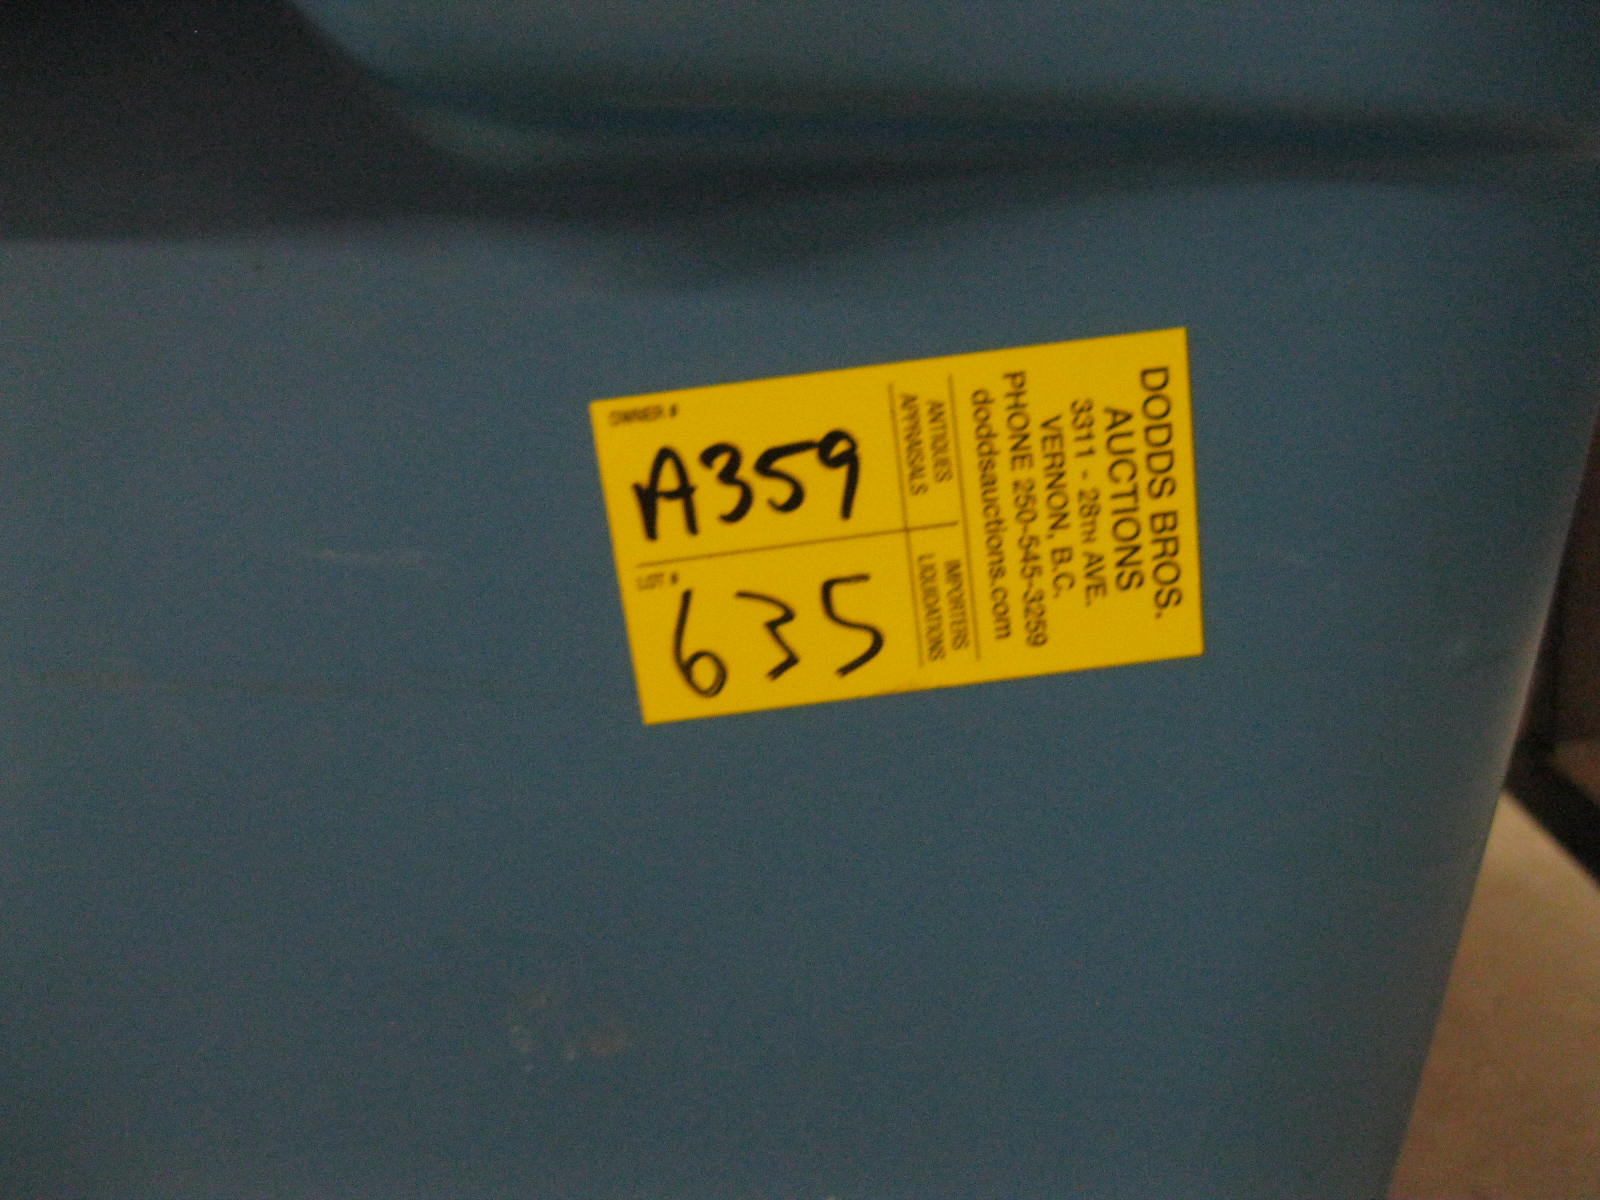 DODDS BROS.
AUCTIONS
3311 - 28TH AVE.
VERNON, B.C.
PHONE 250-545-3259
doddsauctions.com
ANTIQUES
APPRAISALS
IMPORTERS
LIQUIDATIONS
OWNER #
A359
LOT #
635